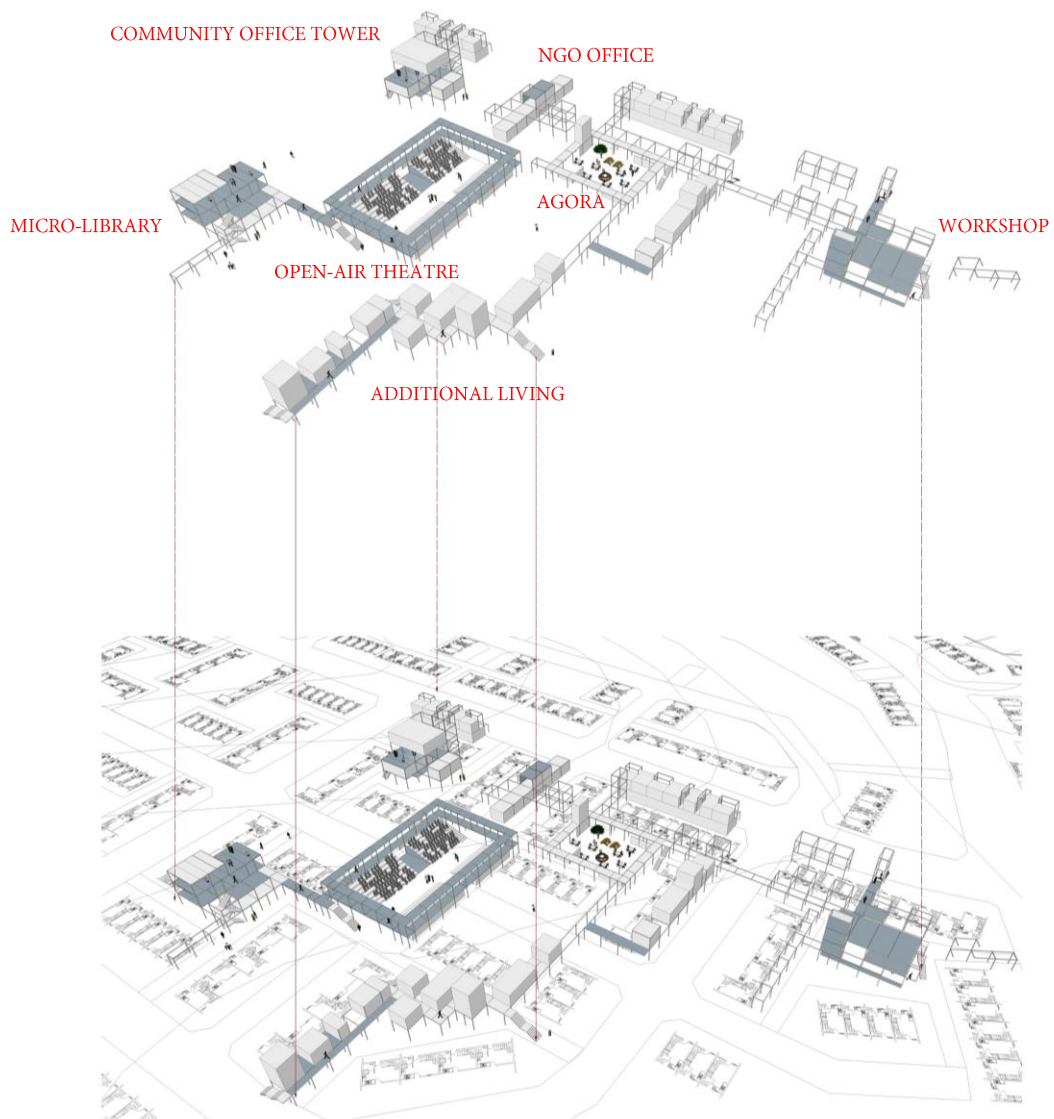 COMMUNITY OFFICE TOWER
NGO OFFICE
AGORA
MICRO-LIBRARY
WORKSHOP
OPEN-AIR THEATRE
ADDITIONAL LIVING